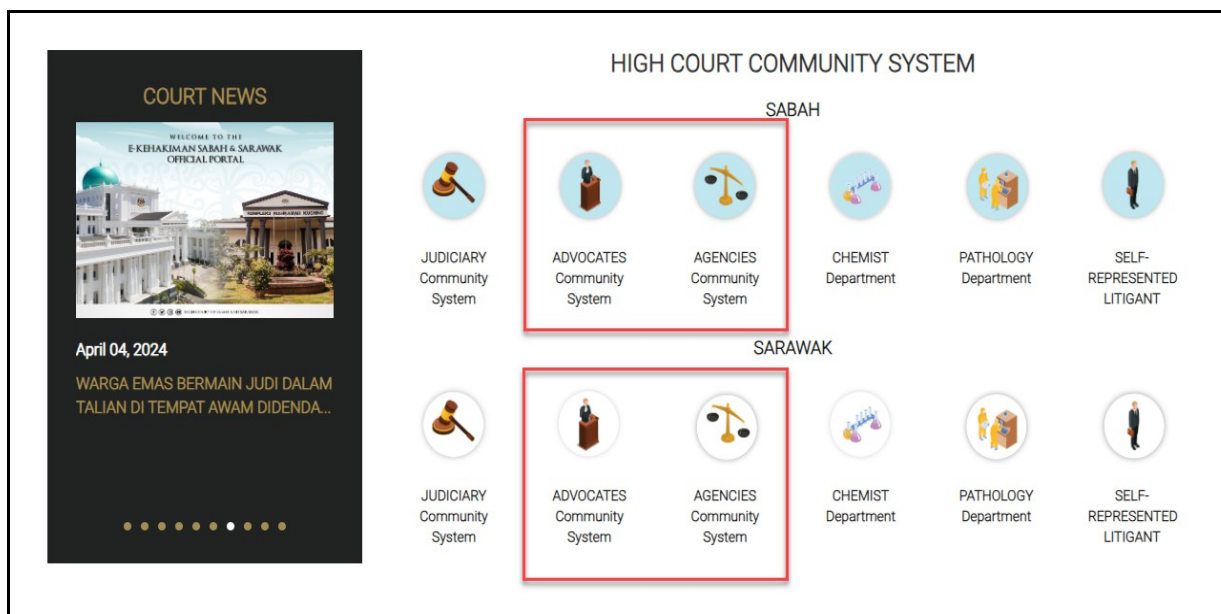 COURT NEWS
WELCOME TO THE
E-KEHAKIMAN SABAH & SARAWAK
OFFICIAL PORTAL
KOMPLEKS MAHKAMAH KUCHING
April 04, 2024
WARGA EMAS BERMAIN JUDI DALAM
TALIAN DI TEMPAT AWAM DIDENDA...
HIGH COURT COMMUNITY SYSTEM
SABAH
JUDICIARY
Community
System
ADVOCATES
Community
System
AGENCIES
Community
System
CHEMIST
Department
PATHOLOGY
Department
SELF-
REPRESENTED
LITIGANT
SARAWAK
JUDICIARY
Community
System
ADVOCATES
Community
System
AGENCIES
Community
System
CHEMIST
Department
PATHOLOGY
Department
SELF-
REPRESENTED
LITIGANT